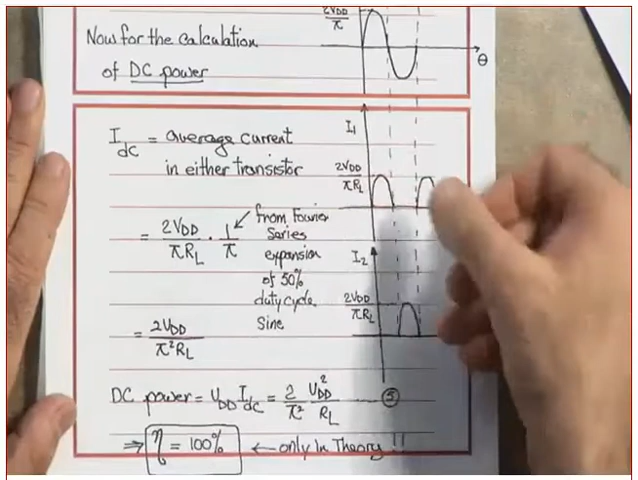 2VDD/π
Now for the calculation
of DC power
θ
I1
Idc = average current
in either transistor
2VDD/πRL
= 2VDD/πRL · 1/π
from Fourier
Series
expansion
of 50%
duty cycle
Sine
I2
2VDD/πRL
= 2VDD/π²RL
DC power = VDD Idc = 2/π² VDD²/RL
5
⇒ η = 100% ← only in Theory !!